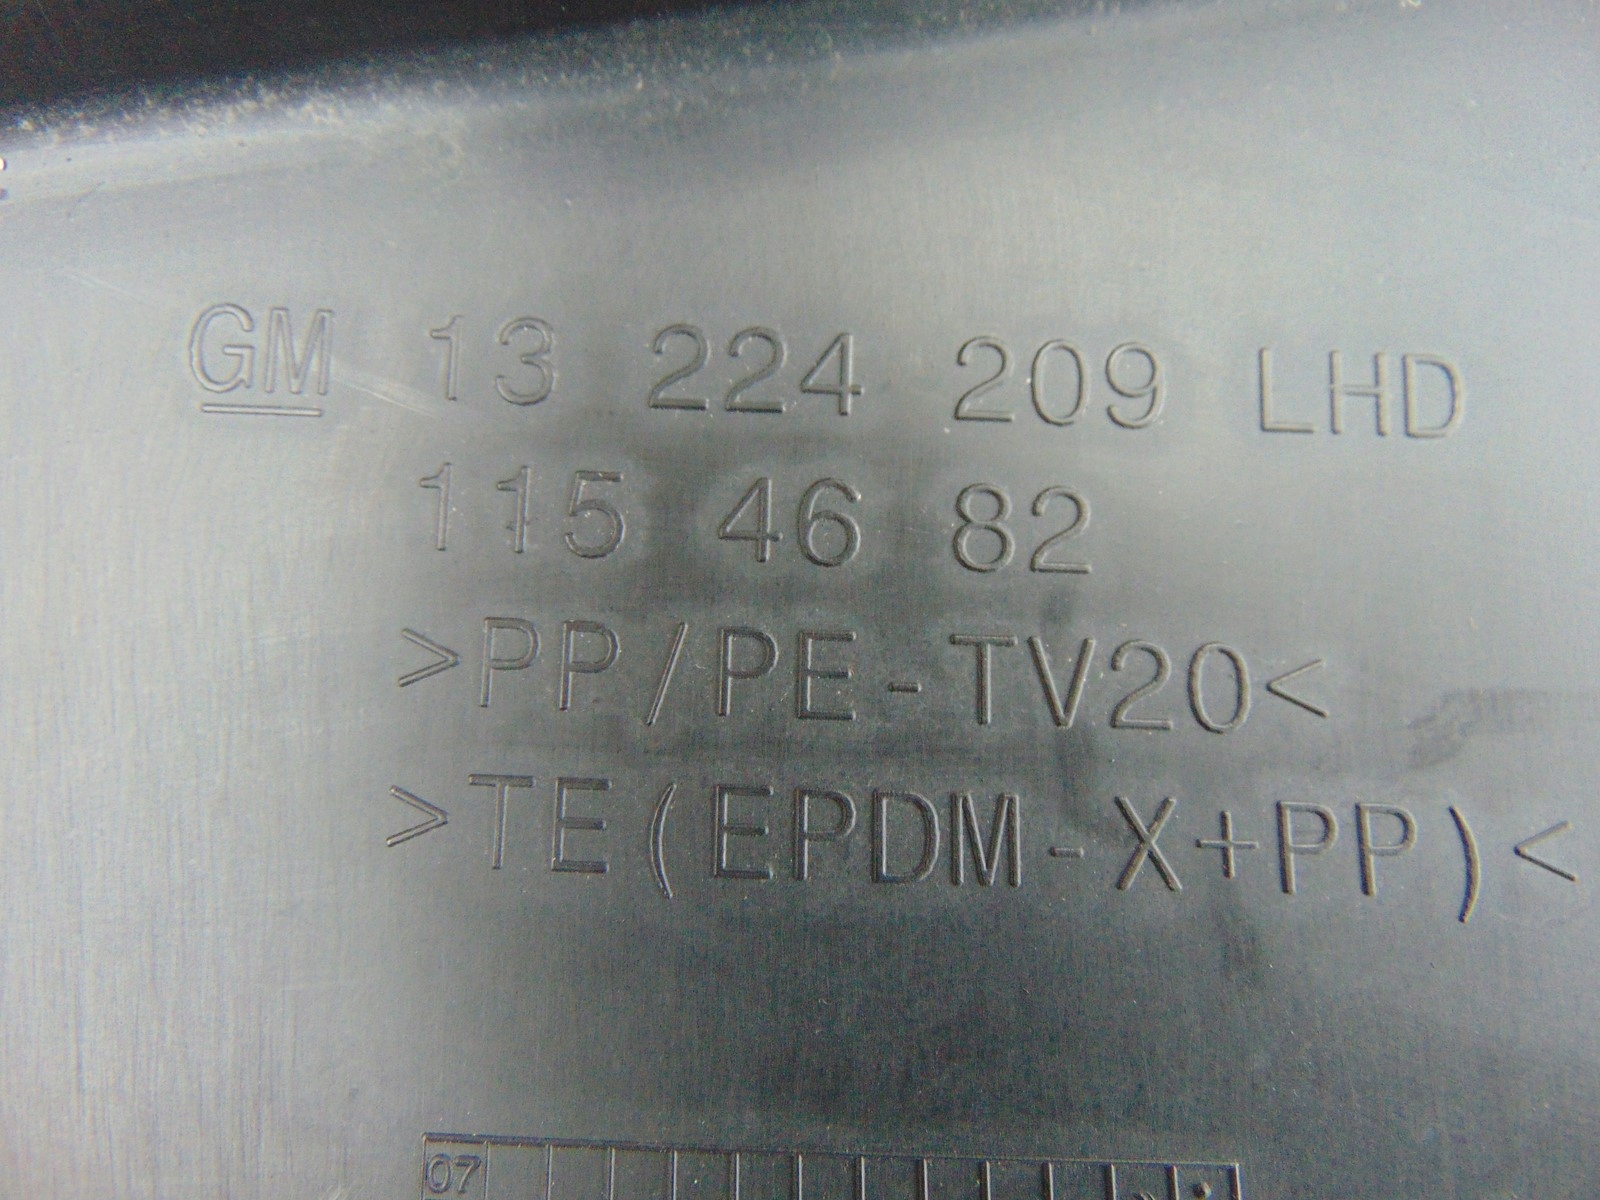 GM 13 224 209 LHD
115 46 82
>PP/PE-TV20<
>TE(EPDM-X+PP)<
07